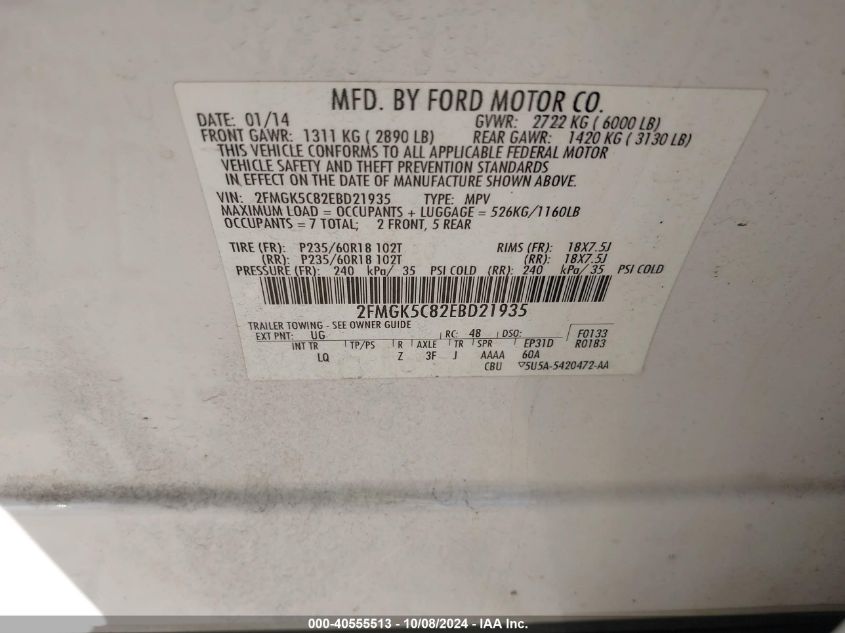 MFD. BY FORD MOTOR CO.
DATE: 01/14 GVWR: 2722 KG ( 6000 LB)
FRONT GAWR: 1311 KG ( 2890 LB) REAR GAWR: 1420 KG ( 3130 LB)
THIS VEHICLE CONFORMS TO ALL APPLICABLE FEDERAL MOTOR
VEHICLE SAFETY AND THEFT PREVENTION STANDARDS
IN EFFECT ON THE DATE OF MANUFACTURE SHOWN ABOVE.
VIN: 2FMGK5C82EBD21935 TYPE: MPV
MAXIMUM LOAD = OCCUPANTS + LUGGAGE = 526KG/1160LB
OCCUPANTS = 7 TOTAL; 2 FRONT, 5 REAR
TIRE (FR): P235/60R18 102T RIMS (FR): 18X7.5J
(RR): P235/60R18 102T (RR): 18X7.5J
PRESSURE (FR): 240 kPa/ 35 PSI COLD (RR): 240 kPa/ 35 PSI COLD
2FMGK5C82EBD21935
TRAILER TOWING - SEE OWNER GUIDE
EXT PNT: UG RC: 48 DSO: F0133
R0183
INT TR TP/PS R AXLE TR SPR EP31D
LQ Z 3F J AAAA 60A
CBU ▽5U5A-5420472-AA
000-40555513 - 10/08/2024 - IAA Inc.